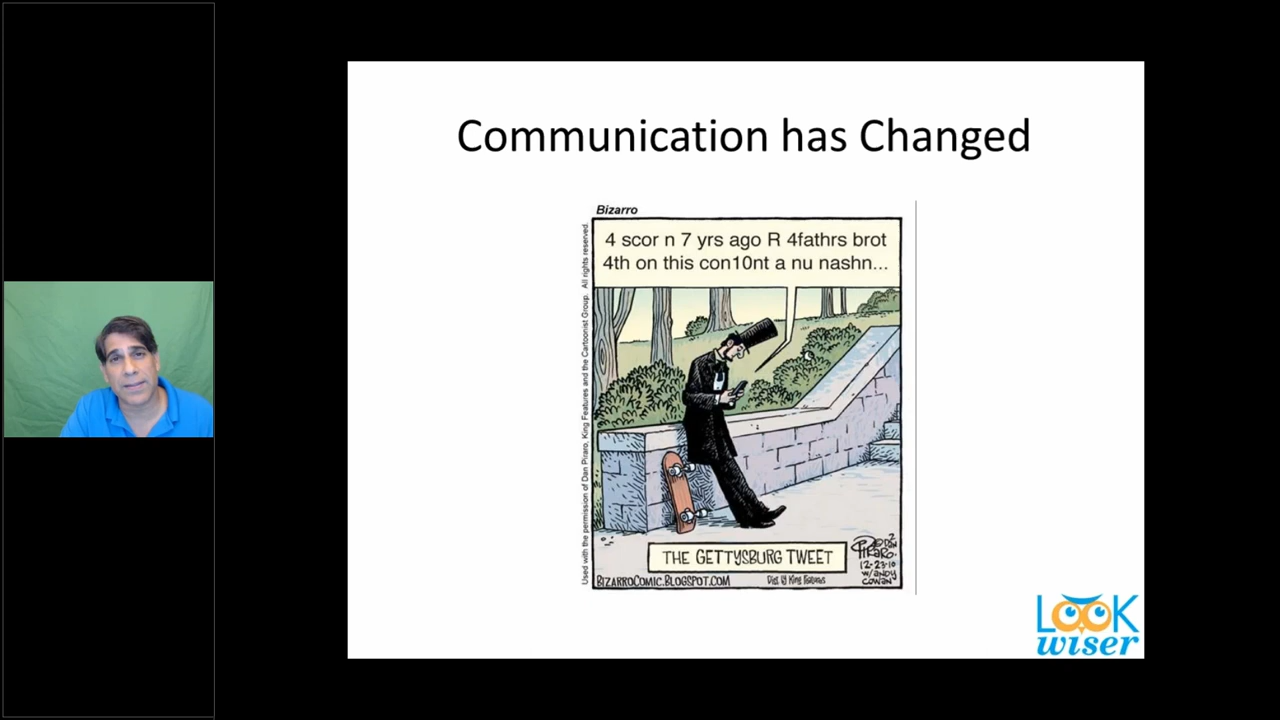 Communication has Changed
Bizarro
4 scor n 7 yrs ago R 4fathrs brot
4th on this con10nt a nu nashn...
Used with the permission of Dan Piraro, King Features and the Cartoonist Group. All rights reserved.
THE GETTYSBURG TWEET
BIZARROCOMIC.BLOGSPOT.COM
Dist. by King Features
DAN
PIRARO.
12-23-10
W/ANDY
COWAN
LOOK
wiser